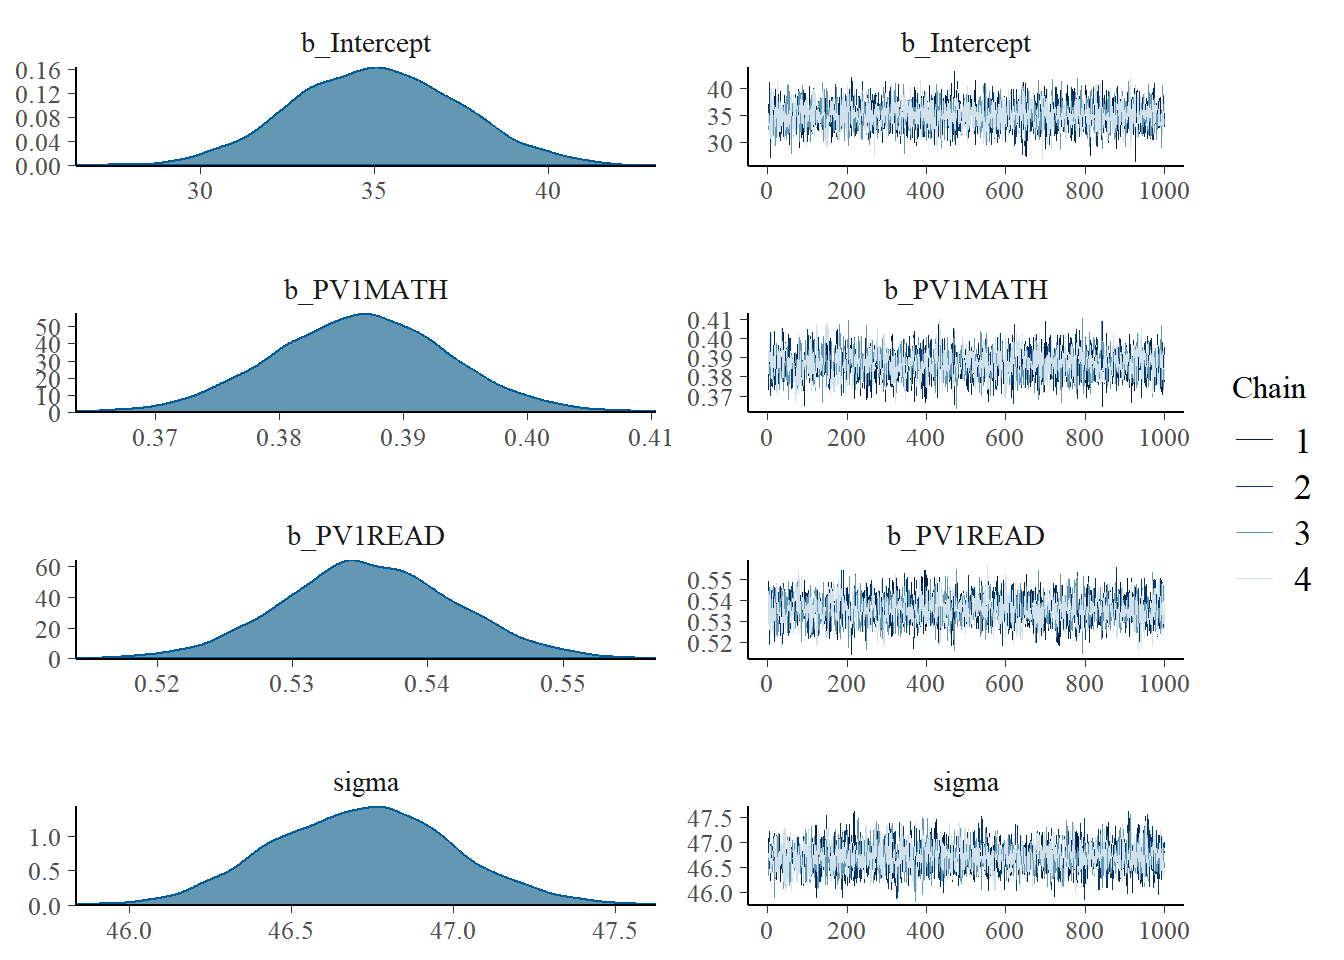 b_Intercept
0.16
0.12
0.08
0.04
0.00
30 35 40
b_Intercept
40
35
30
0 200 400 600 800 1000
b_PV1MATH
50
40
30
20
10
0
0.37 0.38 0.39 0.40 0.41
b_PV1MATH
0.41
0.40
0.39
0.38
0.37
0 200 400 600 800 1000
b_PV1READ
60
40
20
0
0.52 0.53 0.54 0.55
b_PV1READ
0.55
0.54
0.53
0.52
0 200 400 600 800 1000
sigma
1.0
0.5
0.0
46.0 46.5 47.0 47.5
sigma
47.5
47.0
46.5
46.0
0 200 400 600 800 1000
Chain
1
2
3
4